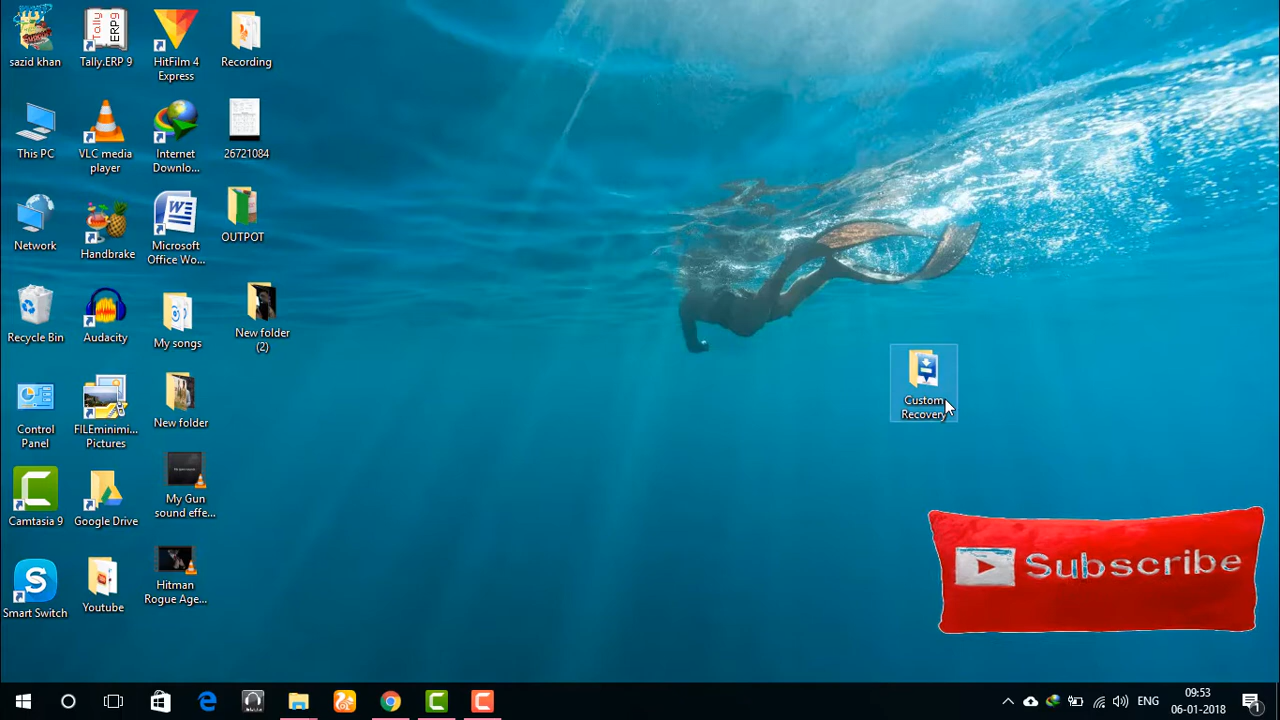 sazid khan
Tally.ERP 9
HitFilm 4
Express
Recording
This PC
VLC media
player
Internet
Downlo...
26721084
Network
Handbrake
Microsoft
Office Wo...
OUTPOT
Recycle Bin
Audacity
My songs
New folder
(2)
Control
Panel
FILEminimi...
Pictures
New folder
Custom
Recovery
Camtasia 9
Google Drive
My Gun
sound effe...
Smart Switch
Youtube
Hitman
Rogue Age...
Subscribe
ENG
09:53
06-01-2018
1